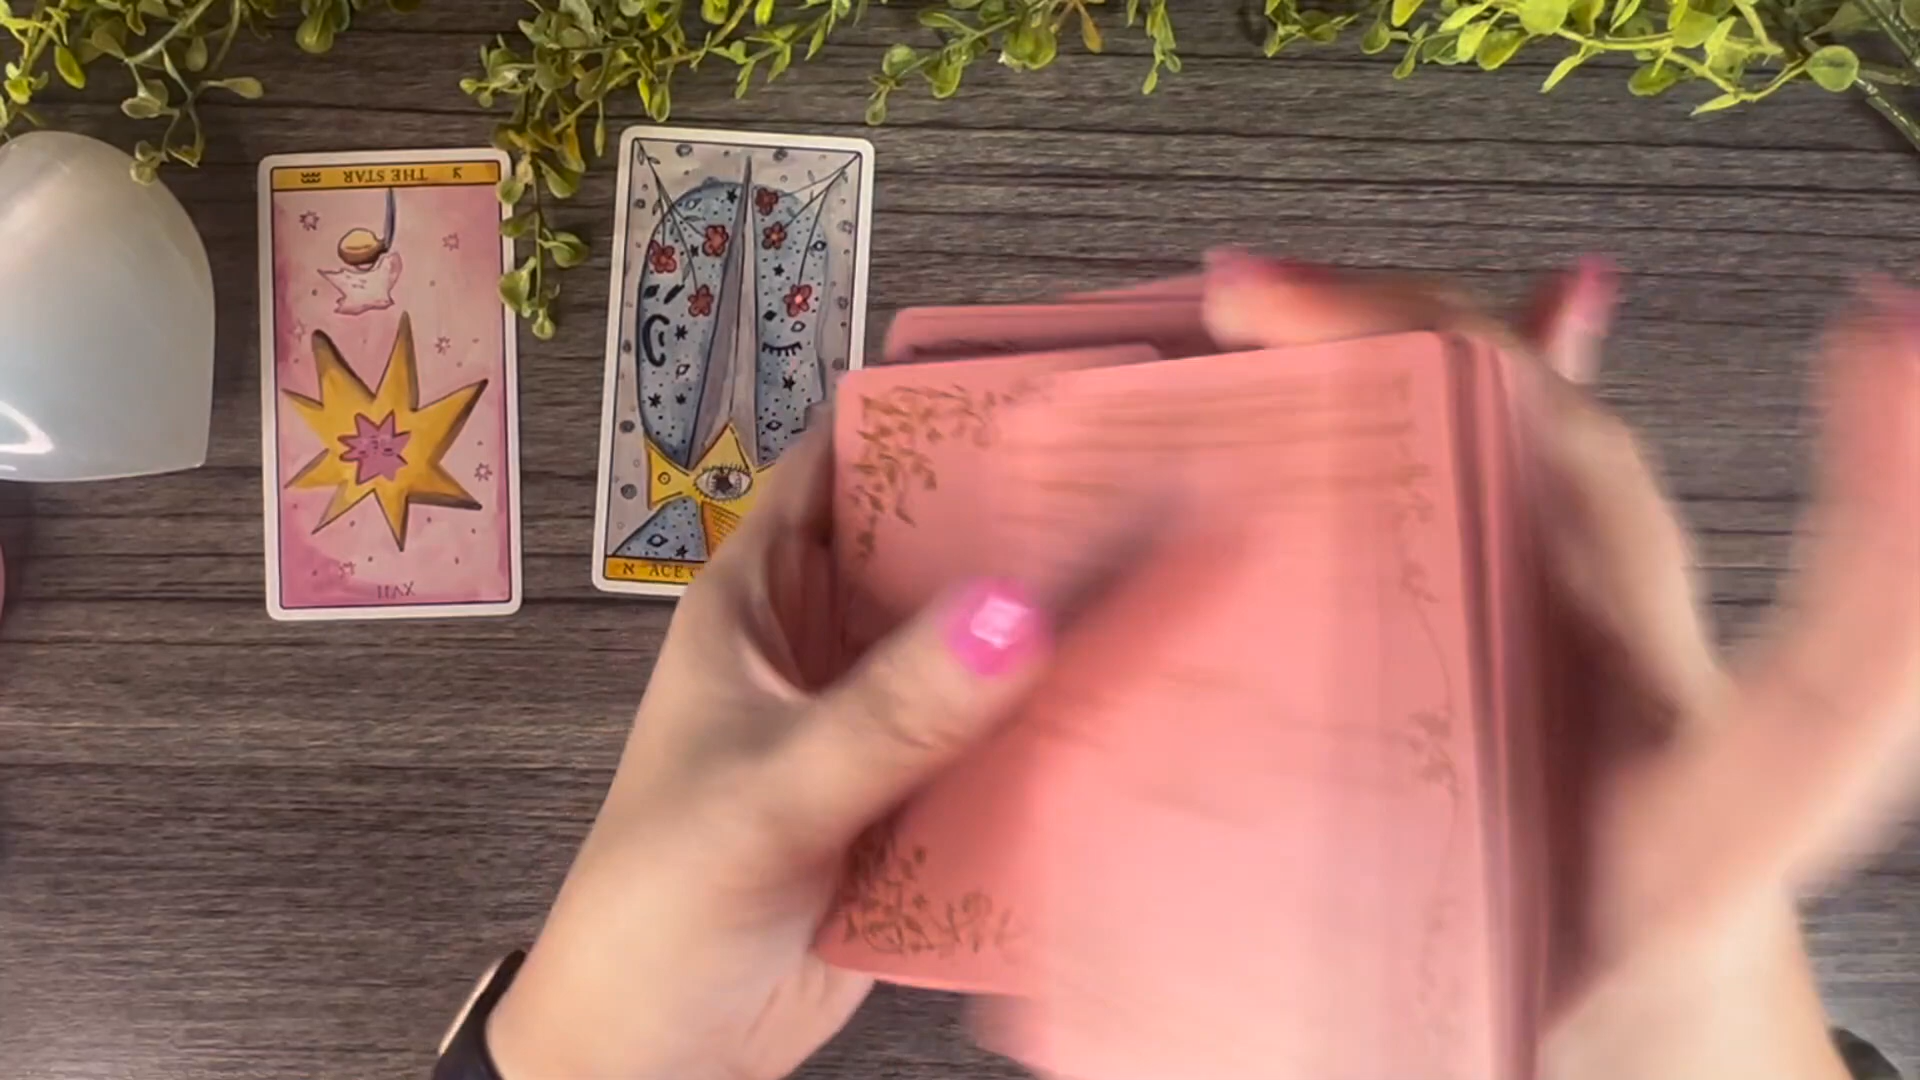 THE STAR
XVII
א ACE